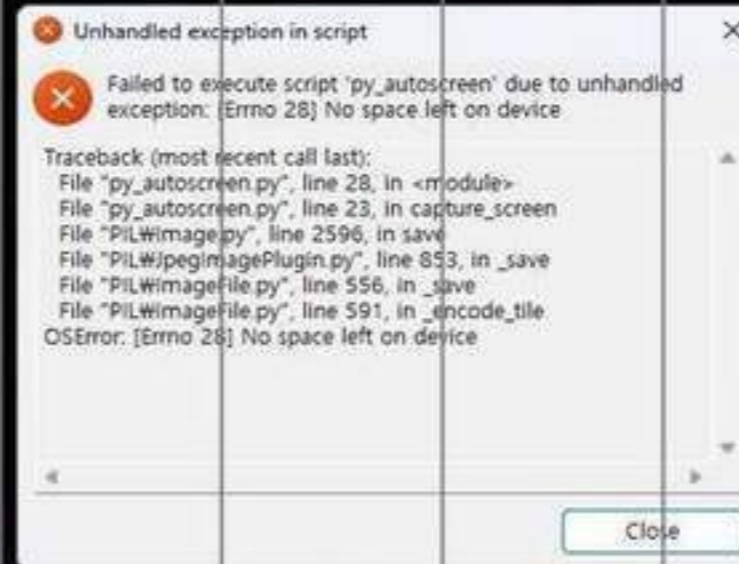 Unhandled exception in script
Failed to execute script 'py_autoscreen' due to unhandled
exception: [Errno 28] No space left on device
Traceback (most recent call last):
File "py_autoscreen.py", line 28, in <module>
File "py_autoscreen.py", line 23, in capture_screen
File "PIL₩Image.py", line 2596, in save
File "PIL₩JpegImagePlugin.py", line 853, in _save
File "PIL₩ImageFile.py", line 556, in _save
File "PIL₩ImageFile.py", line 591, in _encode_tile
OSError: [Errno 28] No space left on device
Close